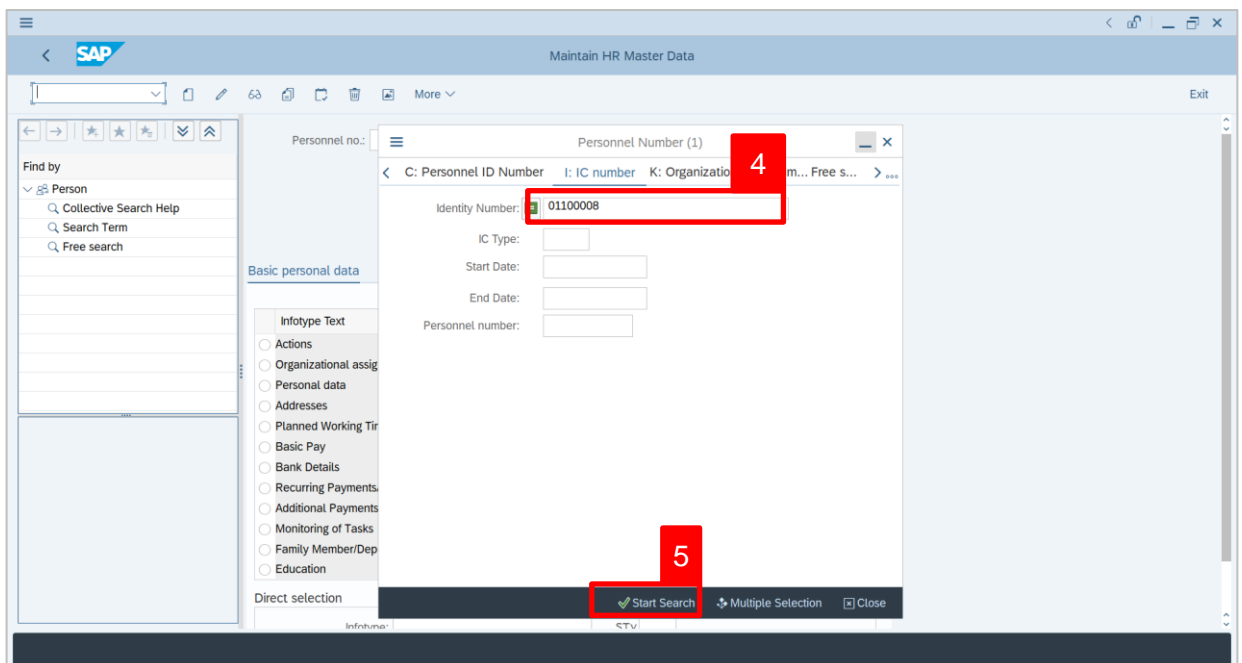 SAP
Maintain HR Master Data
More
Exit
Find by
Person
Collective Search Help
Search Term
Free search
Personnel no.:
Basic personal data
Infotype Text
Actions
Organizational assig
Personal data
Addresses
Planned Working Tir
Basic Pay
Bank Details
Recurring Payments
Additional Payments
Monitoring of Tasks
Family Member/Dep
Education
Direct selection
Infotype:
STy
Personnel Number (1)
4
C: Personnel ID Number I: IC number K: Organizatio m... Free s...
Identity Number: 01100008
IC Type:
Start Date:
End Date:
Personnel number:
5
Start Search Multiple Selection Close